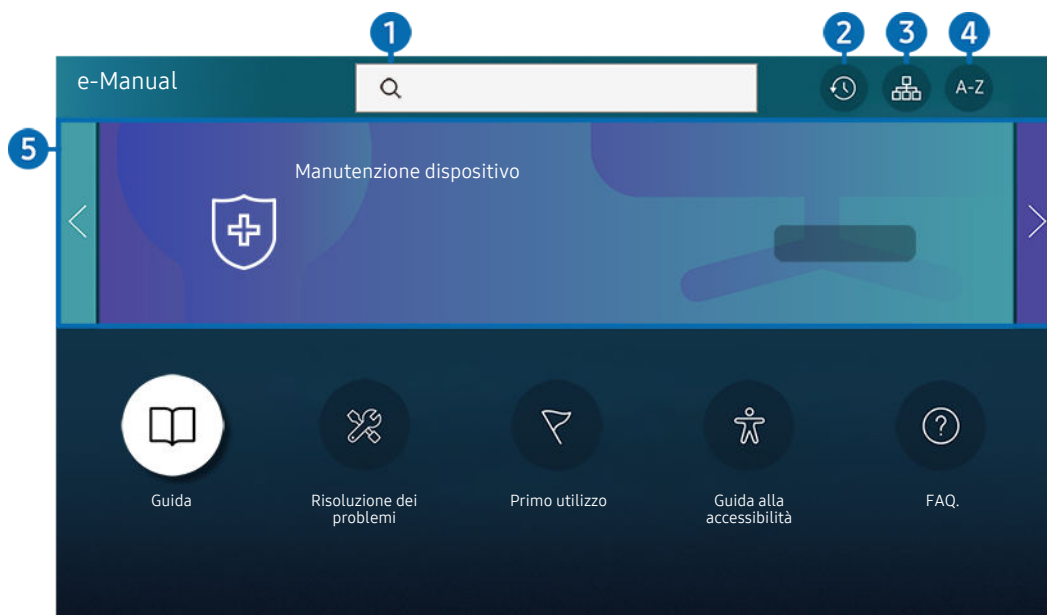 1
2
3
4
e-Manual
A-Z
5
Manutenzione dispositivo
Guida
Risoluzione dei
problemi
Primo utilizzo
Guida alla
accessibilità
FAQ.